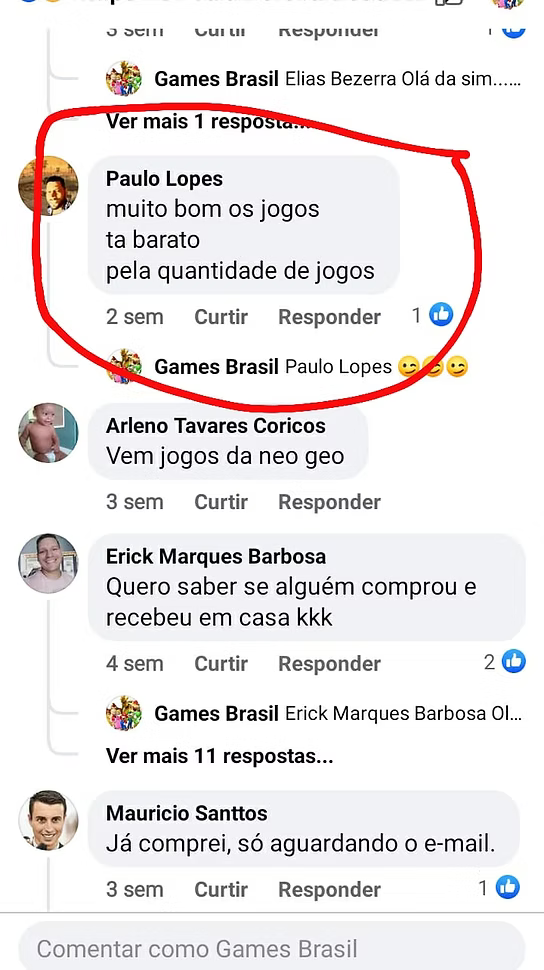 3 sem Curtir Responder 1
Games Brasil Elias Bezerra Olá da sim......
Ver mais 1 resposta...
Paulo Lopes
muito bom os jogos
ta barato
pela quantidade de jogos
2 sem Curtir Responder 1
Games Brasil Paulo Lopes 😉😉😉
Arleno Tavares Coricos
Vem jogos da neo geo
3 sem Curtir Responder
Erick Marques Barbosa
Quero saber se alguém comprou e
recebeu em casa kkk
4 sem Curtir Responder 2
Games Brasil Erick Marques Barbosa Ol...
Ver mais 11 respostas...
Mauricio Santtos
Já comprei, só aguardando o e-mail.
3 sem Curtir Responder 1
Comentar como Games Brasil